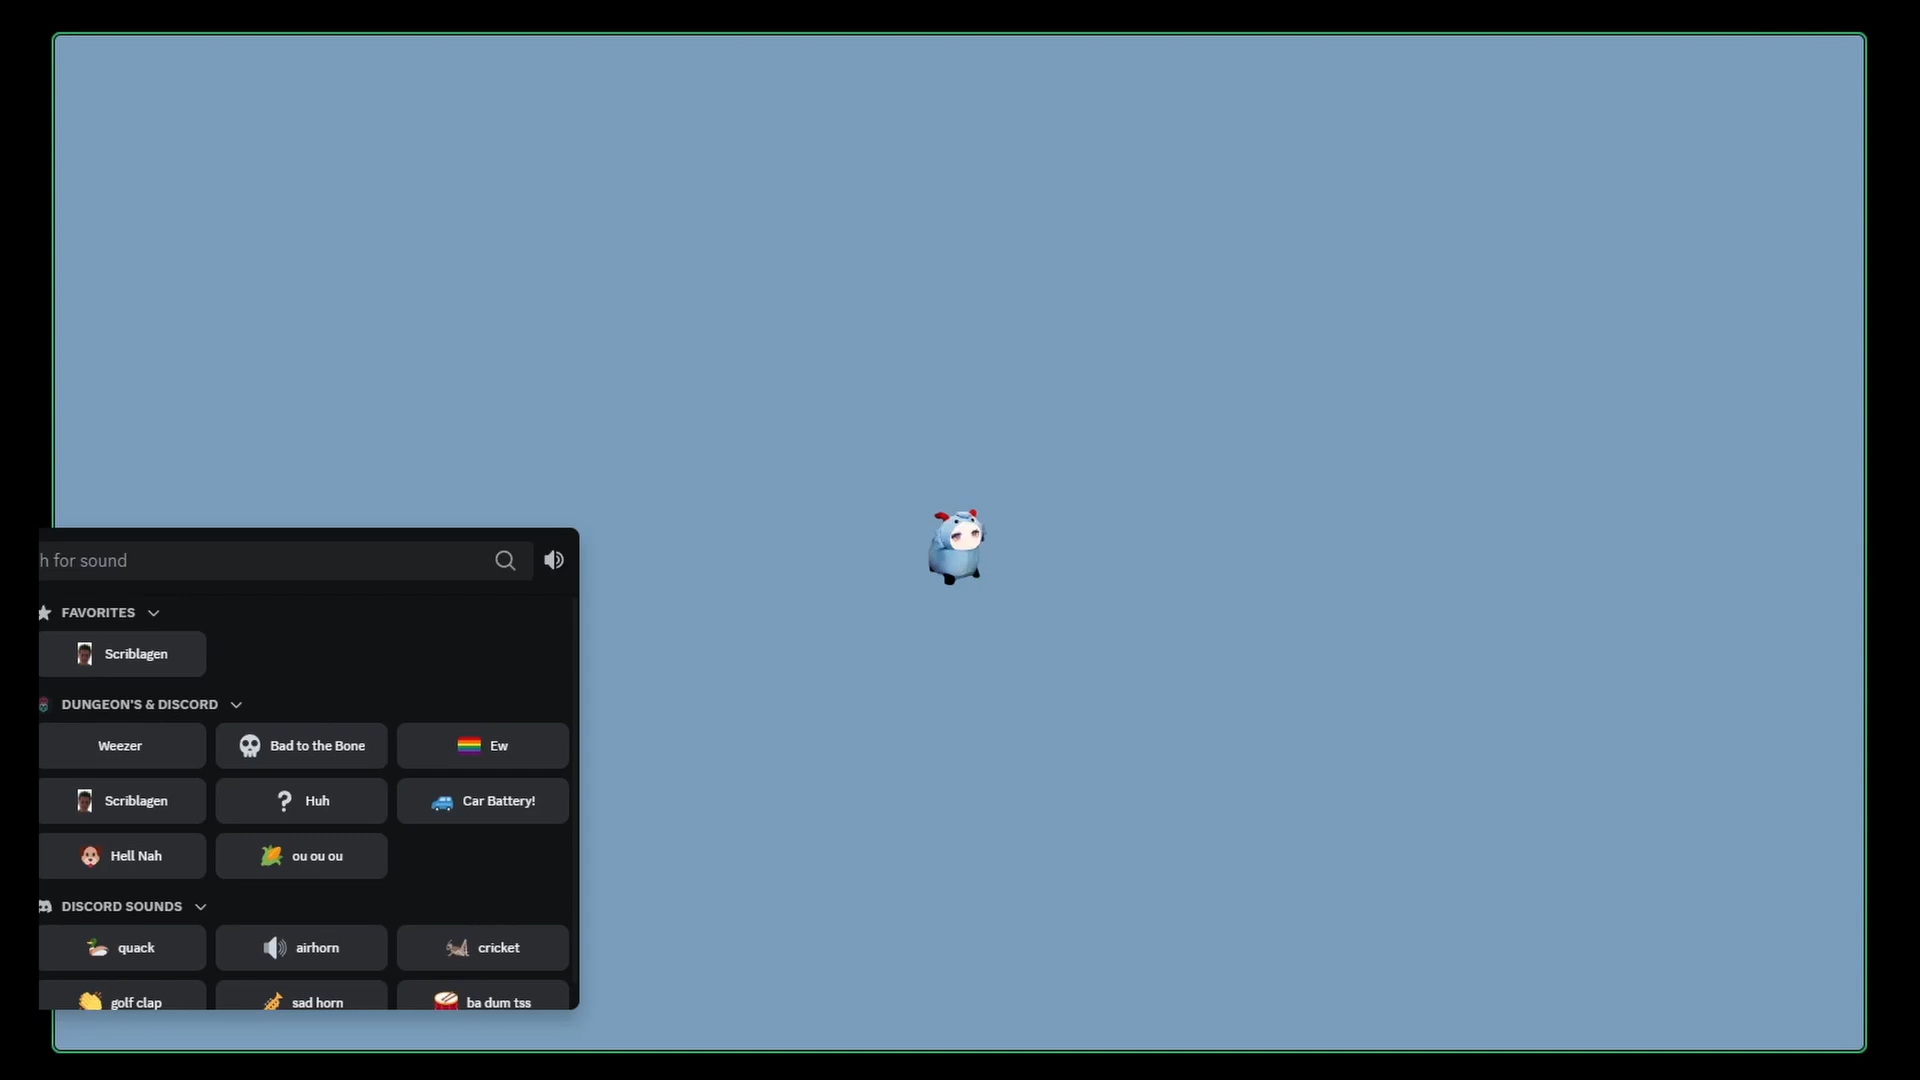 h for sound
FAVORITES
Scriblagen
DUNGEON'S & DISCORD
Weezer
Bad to the Bone
Ew
Scriblagen
Huh
Car Battery!
Hell Nah
ou ou ou
DISCORD SOUNDS
quack
airhorn
cricket
golf clap
sad horn
ba dum tss